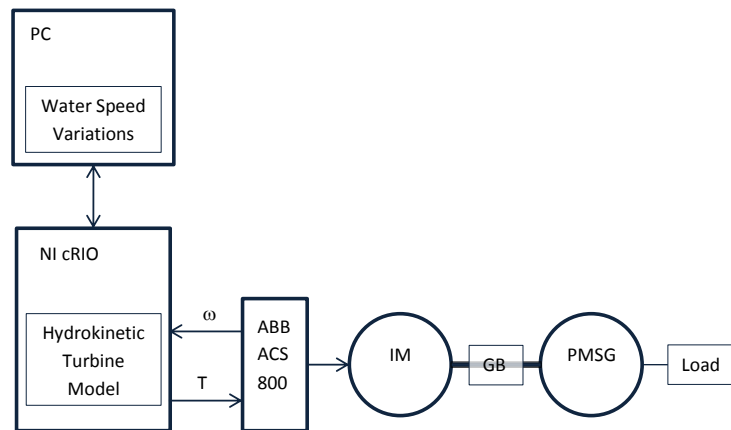 PC
Water Speed
Variations
NI cRIO
Hydrokinetic
Turbine
Model
ω
T
ABB
ACS
800
IM
GB
PMSG
Load